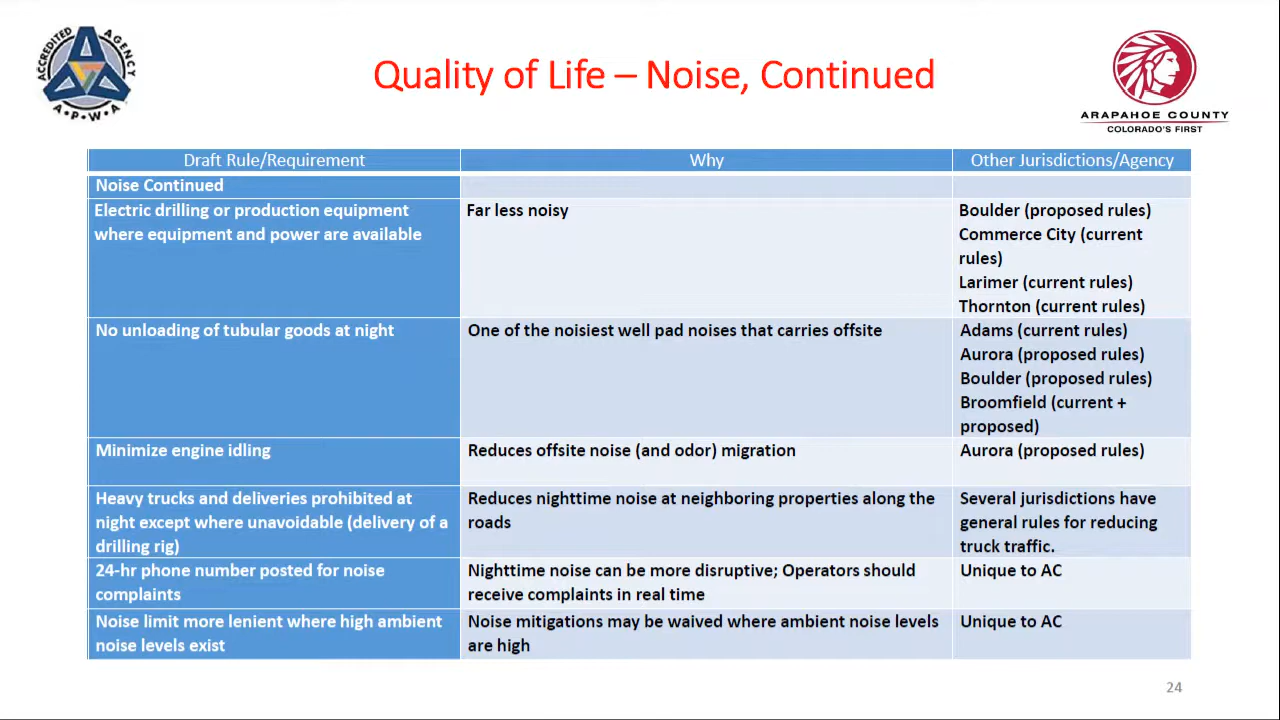 ACCREDITED AGENCY
A•P•W•A
Quality of Life – Noise, Continued
ARAPAHOE COUNTY
COLORADO'S FIRST
Draft Rule/Requirement
Why
Other Jurisdictions/Agency
Noise Continued
Electric drilling or production equipment
where equipment and power are available
Far less noisy
Boulder (proposed rules)
Commerce City (current
rules)
Larimer (current rules)
Thornton (current rules)
No unloading of tubular goods at night
One of the noisiest well pad noises that carries offsite
Adams (current rules)
Aurora (proposed rules)
Boulder (proposed rules)
Broomfield (current +
proposed)
Minimize engine idling
Reduces offsite noise (and odor) migration
Aurora (proposed rules)
Heavy trucks and deliveries prohibited at
night except where unavoidable (delivery of a
drilling rig)
Reduces nighttime noise at neighboring properties along the
roads
Several jurisdictions have
general rules for reducing
truck traffic.
24-hr phone number posted for noise
complaints
Nighttime noise can be more disruptive; Operators should
receive complaints in real time
Unique to AC
Noise limit more lenient where high ambient
noise levels exist
Noise mitigations may be waived where ambient noise levels
are high
Unique to AC
24